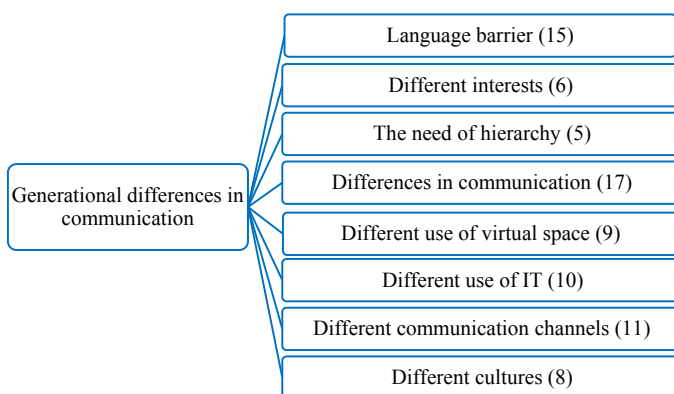 Language barrier (15)
Different interests (6)
The need of hierarchy (5)
Generational differences in
communication
Differences in communication (17)
Different use of virtual space (9)
Different use of IT (10)
Different communication channels (11)
Different cultures (8)